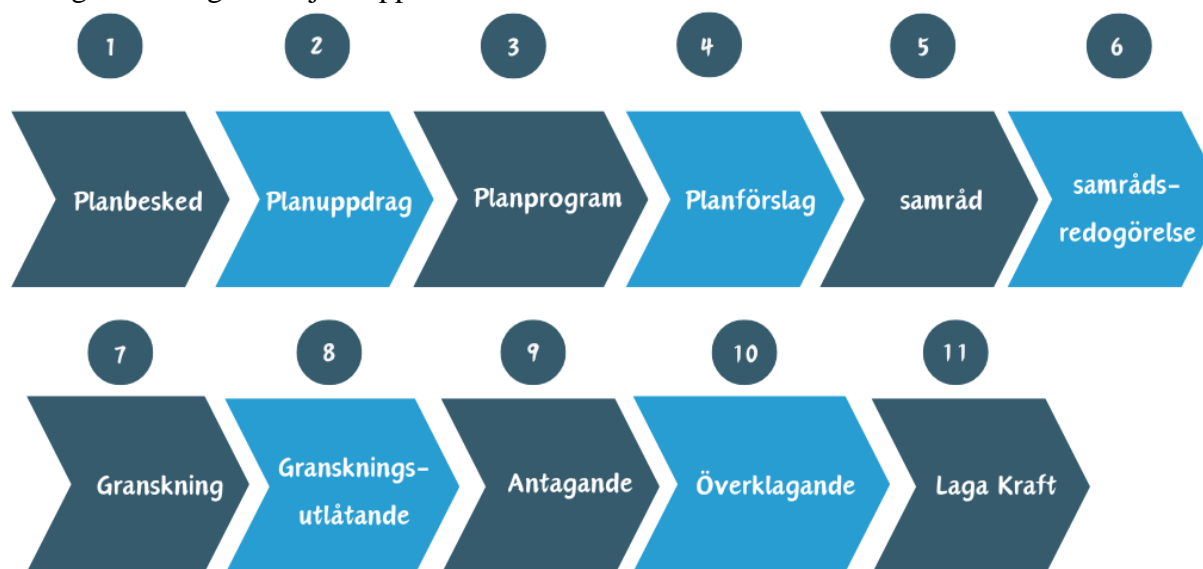 1 2 3 4 5 6
Planbesked Planuppdrag Planprogram Planförslag samråd samråds-
redogörelse
7 8 9 10 11
Granskning Gransknings- Antagande Överklagande Laga Kraft
utlåtande